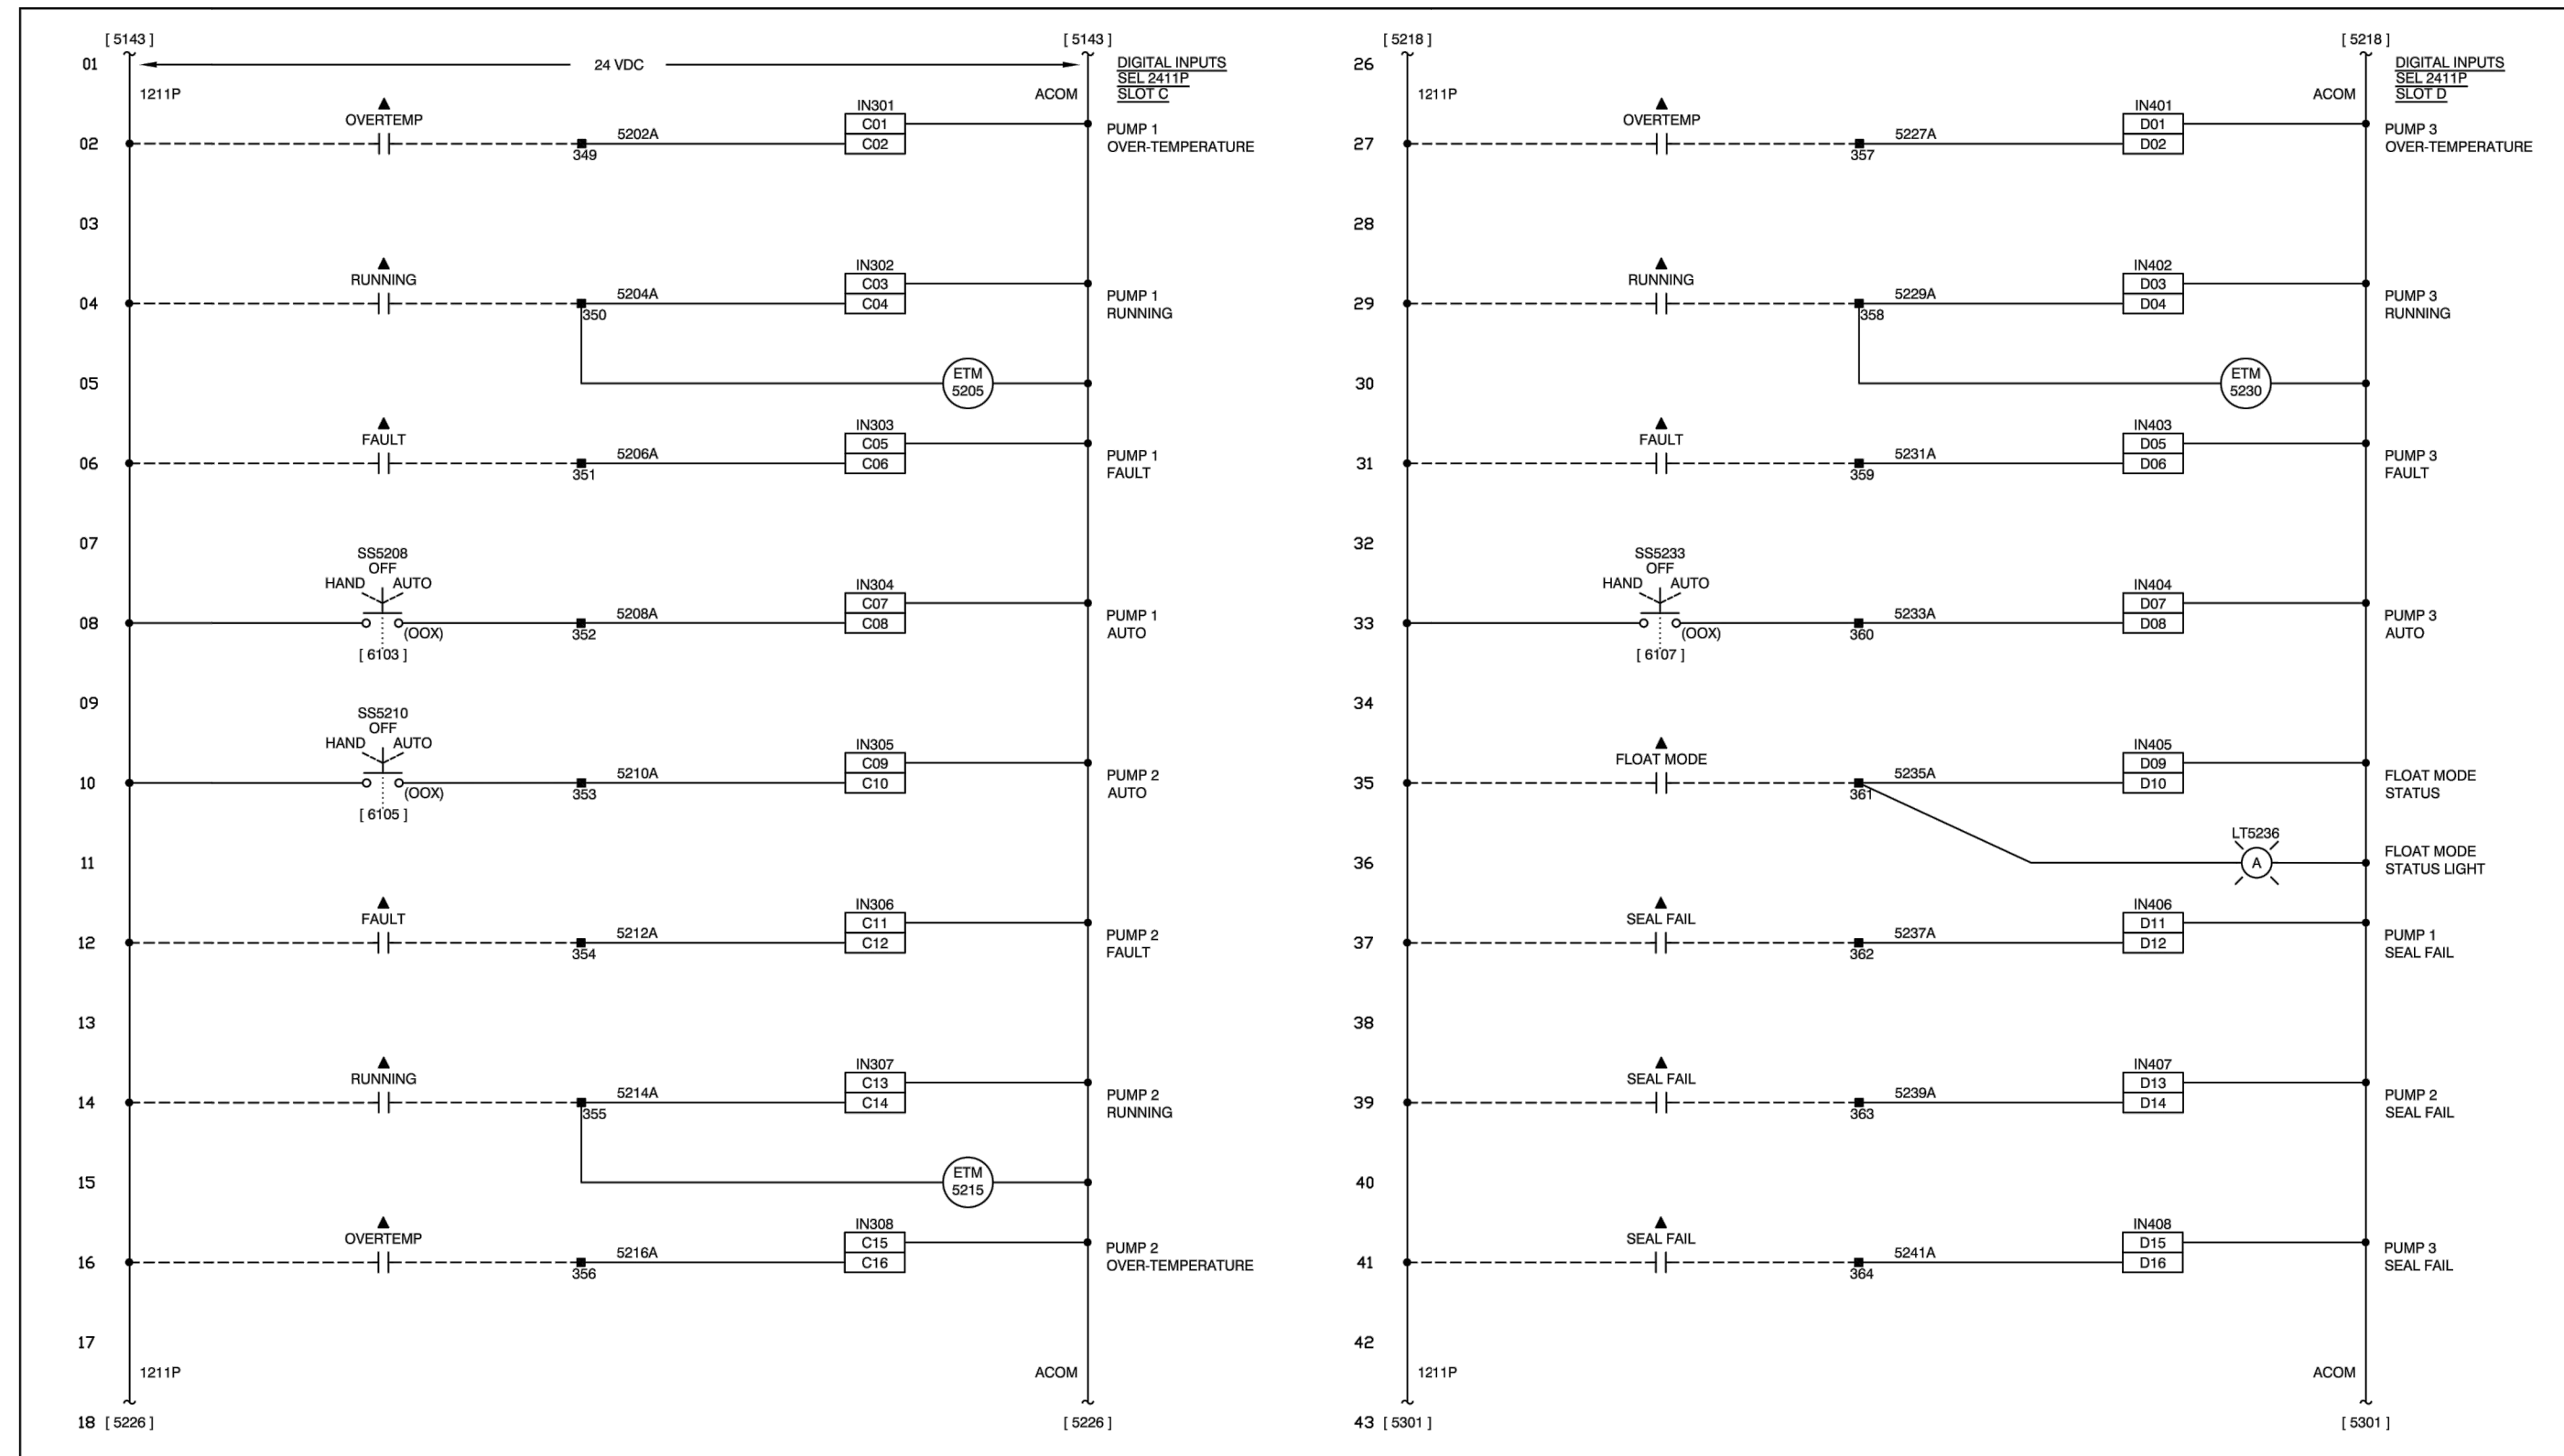 [ 5143 ]
[ 5143 ]
01
24 VDC
DIGITAL INPUTS
SEL 2411P
SLOT C
1211P
ACOM
OVERTEMP
IN301
C01
02
349
5202A
C02
PUMP 1
OVER-TEMPERATURE
03
RUNNING
IN302
C03
04
350
5204A
C04
PUMP 1
RUNNING
05
ETM
5205
FAULT
IN303
C05
06
351
5206A
C06
PUMP 1
FAULT
07
SS5208
OFF
HAND AUTO
IN304
C07
08
(OOX)
[ 6103 ]
352
5208A
C08
PUMP 1
AUTO
09
SS5210
OFF
HAND AUTO
IN305
C09
10
(OOX)
[ 6105 ]
353
5210A
C10
PUMP 2
AUTO
11
FAULT
IN306
C11
12
354
5212A
C12
PUMP 2
FAULT
13
RUNNING
IN307
C13
14
355
5214A
C14
PUMP 2
RUNNING
15
ETM
5215
OVERTEMP
IN308
C15
16
356
5216A
C16
PUMP 2
OVER-TEMPERATURE
17
1211P
ACOM
18 [ 5226 ]
[ 5226 ]
[ 5218 ]
[ 5218 ]
26
DIGITAL INPUTS
SEL 2411P
SLOT D
1211P
ACOM
OVERTEMP
IN401
D01
27
357
5227A
D02
PUMP 3
OVER-TEMPERATURE
28
RUNNING
IN402
D03
29
358
5229A
D04
PUMP 3
RUNNING
30
ETM
5230
FAULT
IN403
D05
31
359
5231A
D06
PUMP 3
FAULT
32
SS5233
OFF
HAND AUTO
IN404
D07
33
(OOX)
[ 6107 ]
360
5233A
D08
PUMP 3
AUTO
34
FLOAT MODE
IN405
D09
35
361
5235A
D10
FLOAT MODE
STATUS
36
LT5236
A
FLOAT MODE
STATUS LIGHT
SEAL FAIL
IN406
D11
37
362
5237A
D12
PUMP 1
SEAL FAIL
38
SEAL FAIL
IN407
D13
39
363
5239A
D14
PUMP 2
SEAL FAIL
40
SEAL FAIL
IN408
D15
41
364
5241A
D16
PUMP 3
SEAL FAIL
42
1211P
ACOM
43 [ 5301 ]
[ 5301 ]